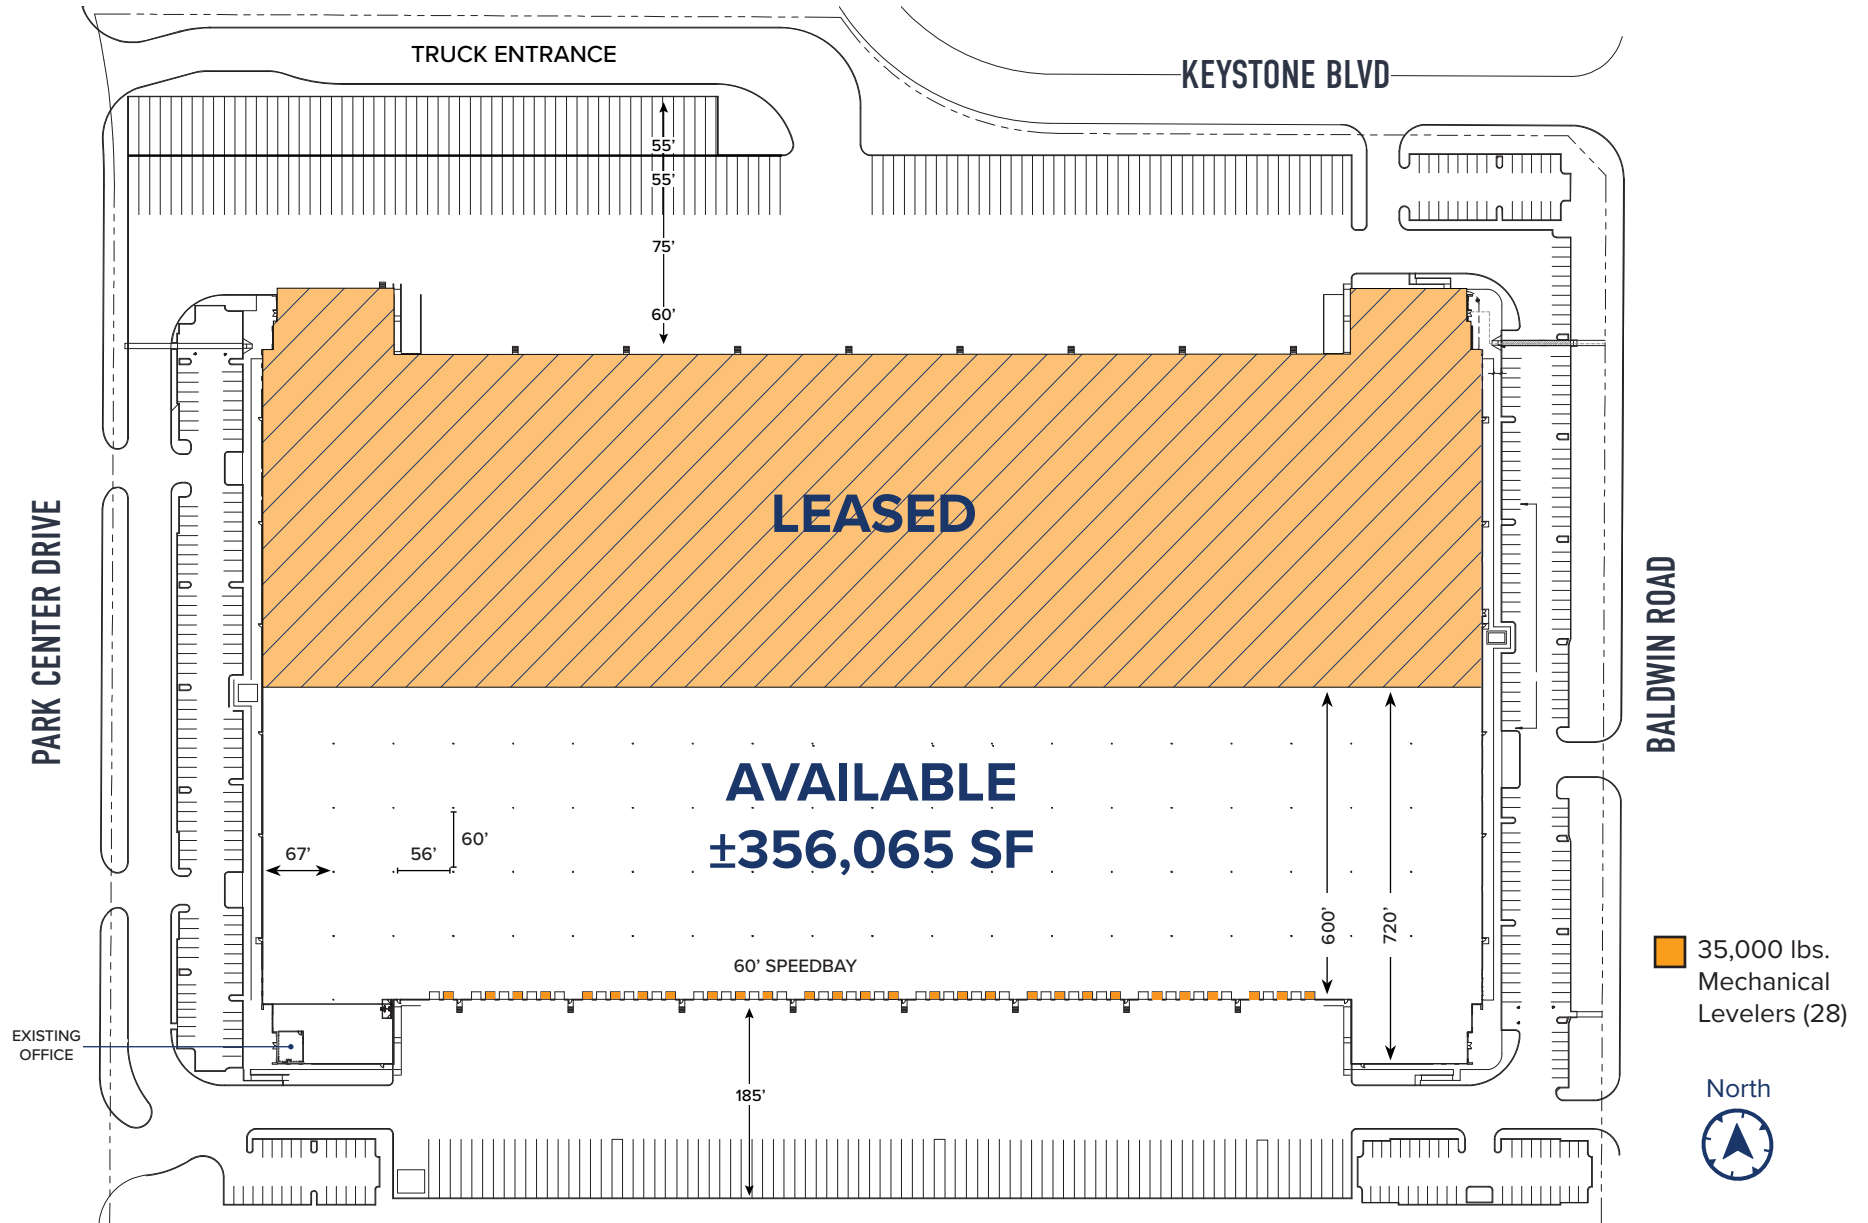 TRUCK ENTRANCE
KEYSTONE BLVD
55'
55'
75'
60'
LEASED
PARK CENTER DRIVE
BALDWIN ROAD
AVAILABLE
±356,065 SF
67'
56'
60'
600'
720'
60' SPEEDBAY
35,000 lbs.
Mechanical
Levelers (28)
EXISTING
OFFICE
185'
North